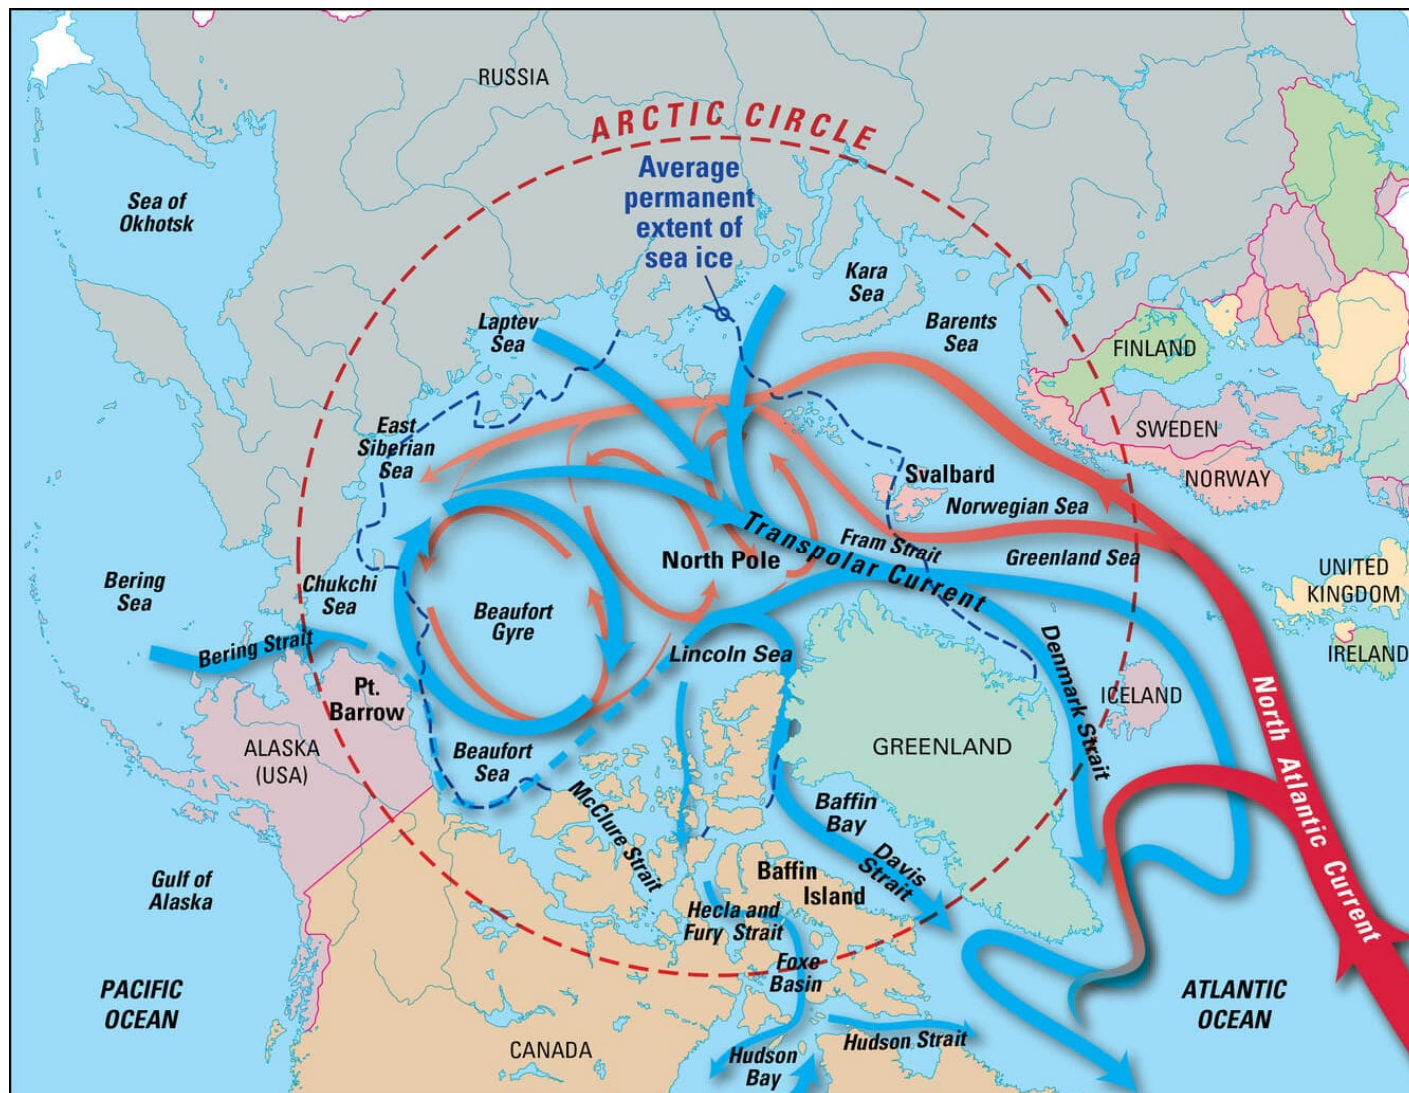 RUSSIA
ARCTIC CIRCLE
Average
permanent
extent of
sea ice
Sea of
Okhotsk
Kara
Sea
Laptev
Sea
Barents
Sea
FINLAND
East
Siberian
Sea
SWEDEN
Svalbard
NORWAY
Norwegian Sea
Transpolar Current
Fram Strait
North Pole
Greenland Sea
Bering
Sea
Chukchi
Sea
UNITED
KINGDOM
Beaufort
Gyre
Bering Strait
Lincoln Sea
IRELAND
Denmark Strait
ICELAND
Pt.
Barrow
North Atlantic Current
ALASKA
(USA)
Beaufort
Sea
GREENLAND
McClure Strait
Baffin
Bay
Davis
Strait
Gulf of
Alaska
Baffin
Island
Hecla and
Fury Strait
Foxe
Basin
PACIFIC
OCEAN
ATLANTIC
OCEAN
CANADA
Hudson Strait
Hudson
Bay